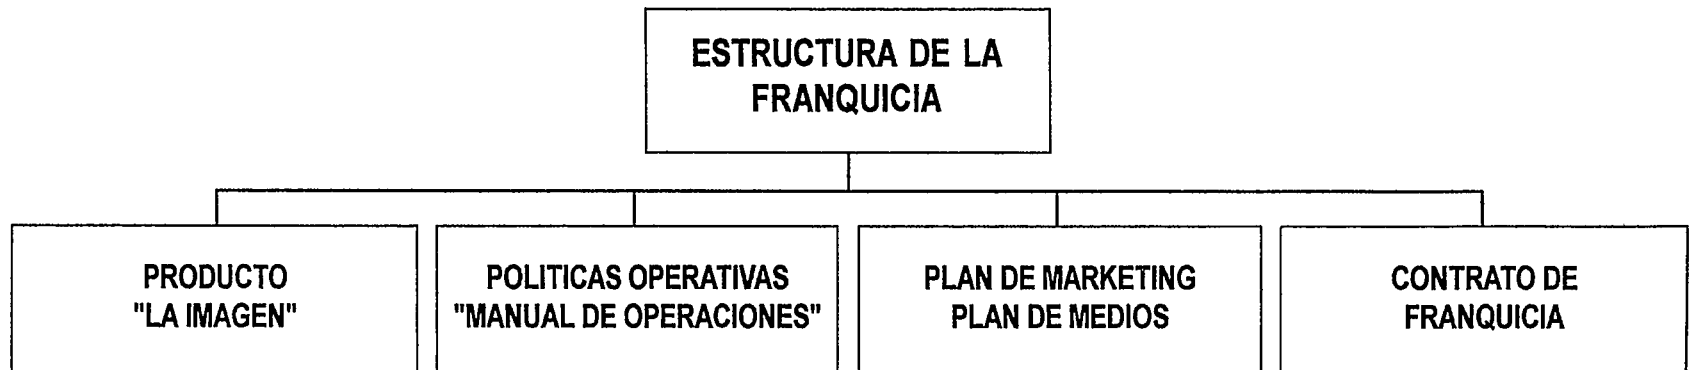 ESTRUCTURA DE LA
FRANQUICIA
PRODUCTO
"LA IMAGEN"
POLITICAS OPERATIVAS
"MANUAL DE OPERACIONES"
PLAN DE MARKETING
PLAN DE MEDIOS
CONTRATO DE
FRANQUICIA